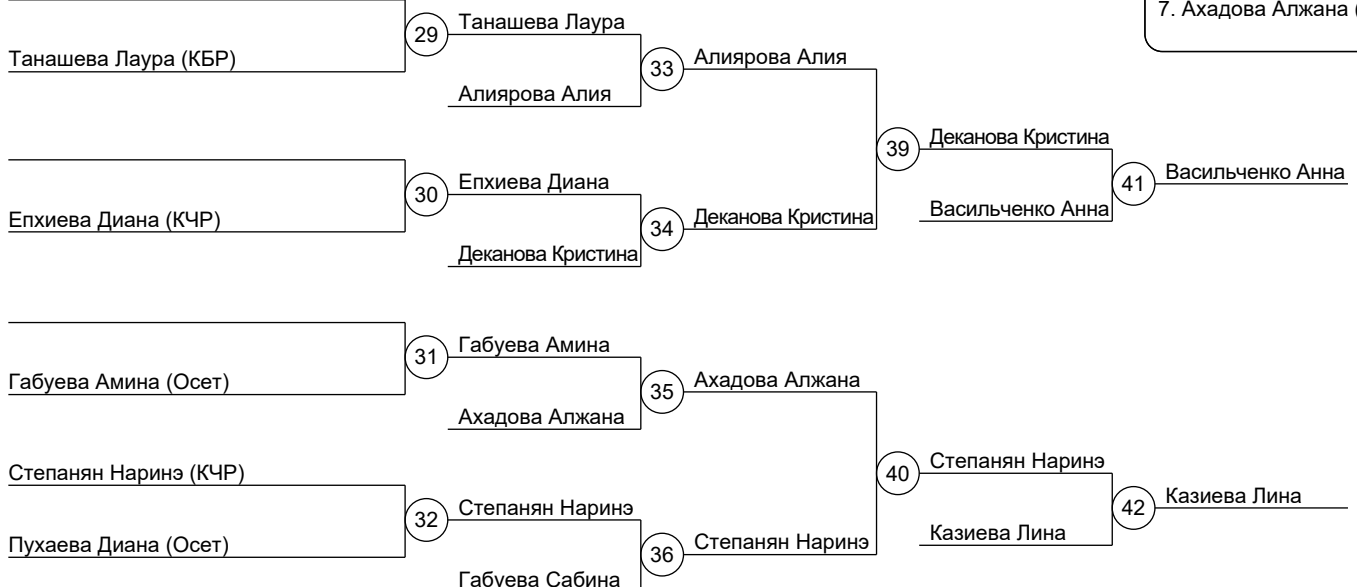 7. Ахадова Алжана (
29
Танашева Лаура
Танашева Лаура (КБР)
33
Алиярова Алия
Алиярова Алия
39
Деканова Кристина
41
Васильченко Анна
30
Епхиева Диана
Епхиева Диана (КЧР)
34
Деканова Кристина
Васильченко Анна
Деканова Кристина
31
Габуева Амина
Габуева Амина (Осет)
35
Ахадова Алжана
Ахадова Алжана
40
Степанян Наринэ
Степанян Наринэ (КЧР)
42
Казиева Лина
32
Степанян Наринэ
Казиева Лина
Пухаева Диана (Осет)
36
Степанян Наринэ
Габуева Сабина